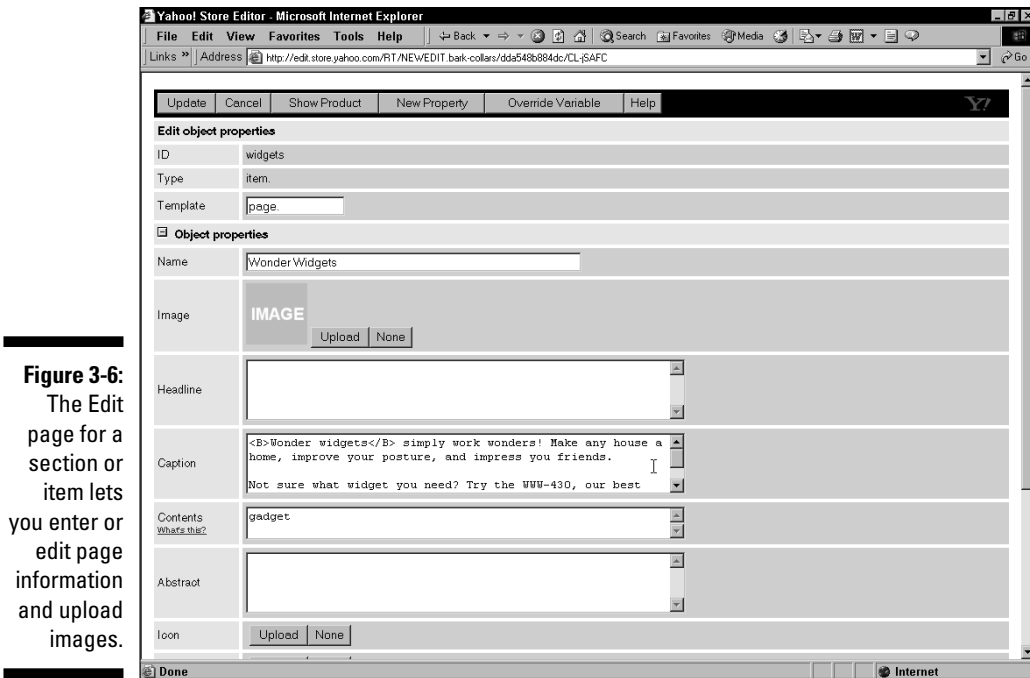 Yahoo! Store Editor - Microsoft Internet Explorer
File Edit View Favorites Tools Help Back Search Favorites Media
Links » Address http://edit.store.yahoo.com/RT/NEWEDIT.bark-collars/dda548b884dc/CL-jSAFC Go
Update Cancel Show Product New Property Override Variable Help Y!
Edit object properties
ID widgets
Type item.
Template page.
Object properties
Name Wonder Widgets
Image IMAGE Upload None
Headline
Caption <B>Wonder widgets</B> simply work wonders! Make any house a
home, improve your posture, and impress you friends.
Not sure what widget you need? Try the WWW-430, our best
Contents gadget
What's this?
Abstract
Icon Upload None
Done Internet
Figure 3-6:
The Edit
page for a
section or
item lets
you enter or
edit page
information
and upload
images.